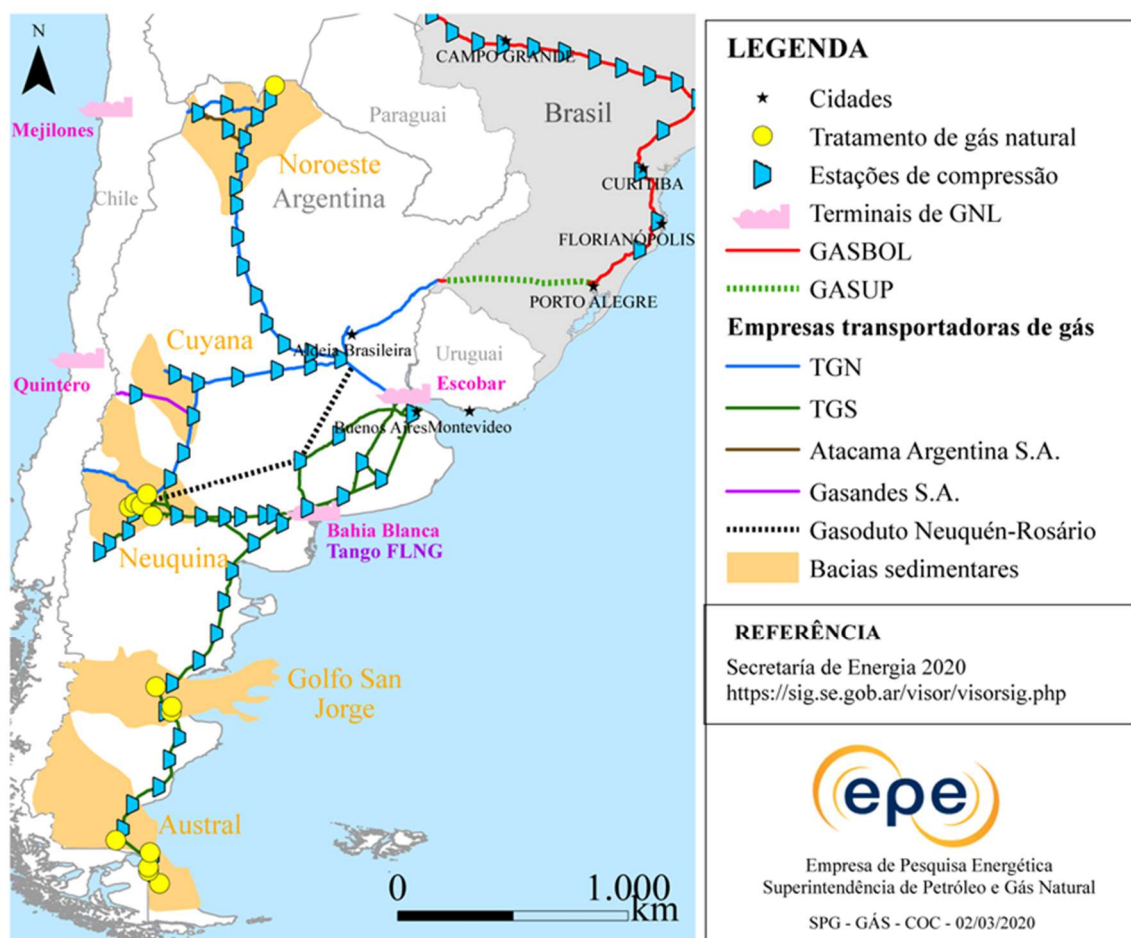 N
CAMPO GRANDE
Brasil
Paraguai
Mejilones
Noroeste
Argentina
Chile
CURITIBA
FLORIANÓPOLIS
PORTO ALEGRE
Cuyana
Aldeia Brasileira
Uruguai
Quintero
Escobar
Buenos Aires
Montevideo
Bahia Blanca
Tango FLNG
Neuquina
Golfo San
Jorge
Austral
0
1.000
km
LEGENDA
Cidades
Tratamento de gás natural
Estações de compressão
Terminais de GNL
GASBOL
GASUP
Empresas transportadoras de gás
TGN
TGS
Atacama Argentina S.A.
Gasandes S.A.
Gasoduto Neuquén-Rosário
Bacias sedimentares
REFERÊNCIA
Secretaría de Energia 2020
https://sig.se.gob.ar/visor/visorsig.php
epe
Empresa de Pesquisa Energética
Superintendência de Petróleo e Gás Natural
SPG - GÁS - COC - 02/03/2020